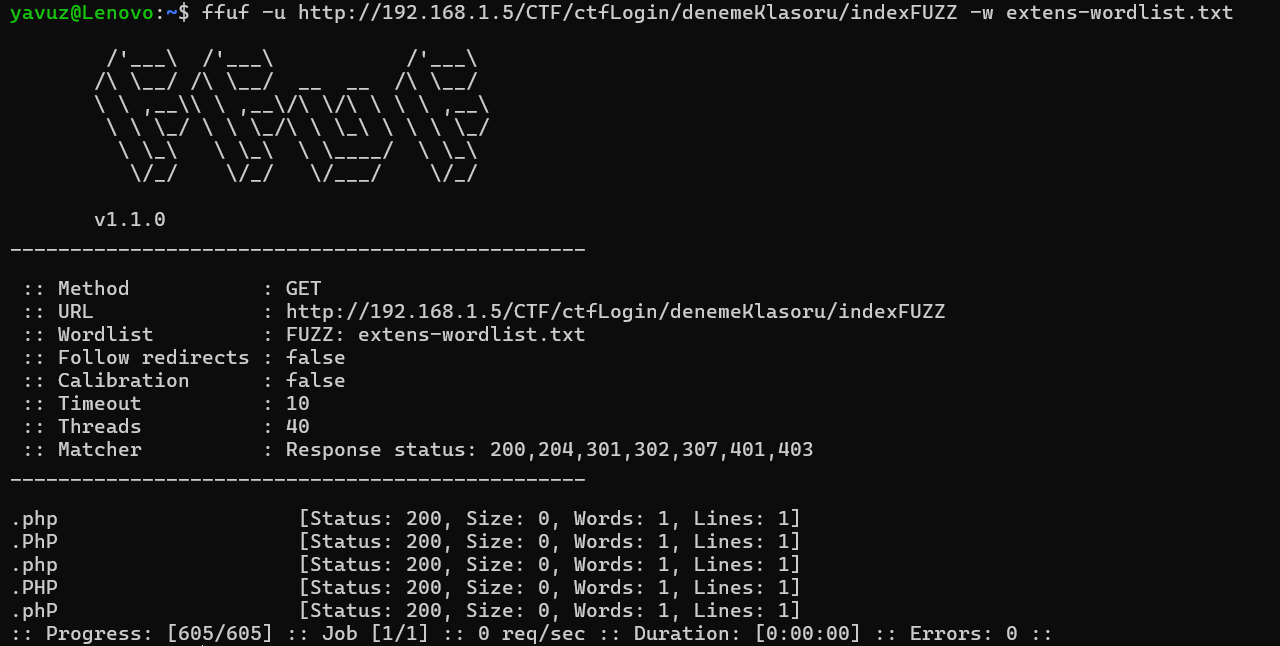 yavuz@Lenovo:~$ ffuf -u http://192.168.1.5/CTF/ctfLogin/denemeKlasoru/indexFUZZ -w extens-wordlist.txt
        /'___\  /'___\           /'___\
       /\ \__/ /\ \__/  __  __  /\ \__/
       \ \ ,__\\ \ ,__\/\ \/\ \ \ \ ,__\
        \ \ \_/ \ \ \_/\ \ \_\ \ \ \ \_/
         \ \_\   \ \_\  \ \____/  \ \_\
          \/_/    \/_/   \/___/    \/_/
       v1.1.0
________________________________________________
 :: Method           : GET
 :: URL              : http://192.168.1.5/CTF/ctfLogin/denemeKlasoru/indexFUZZ
 :: Wordlist         : FUZZ: extens-wordlist.txt
 :: Follow redirects : false
 :: Calibration      : false
 :: Timeout          : 10
 :: Threads          : 40
 :: Matcher          : Response status: 200,204,301,302,307,401,403
________________________________________________
.php                    [Status: 200, Size: 0, Words: 1, Lines: 1]
.PhP                    [Status: 200, Size: 0, Words: 1, Lines: 1]
.php                    [Status: 200, Size: 0, Words: 1, Lines: 1]
.PHP                    [Status: 200, Size: 0, Words: 1, Lines: 1]
.phP                    [Status: 200, Size: 0, Words: 1, Lines: 1]
:: Progress: [605/605] :: Job [1/1] :: 0 req/sec :: Duration: [0:00:00] :: Errors: 0 ::